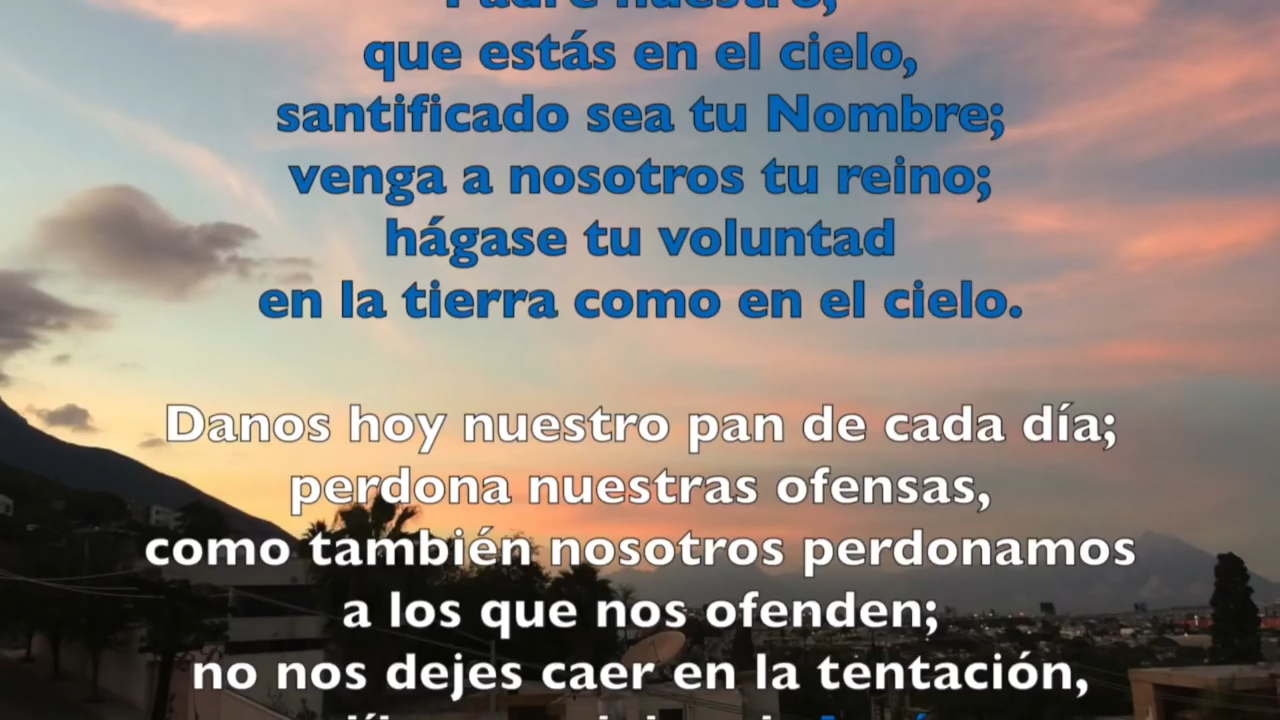 Padre nuestro,
que estás en el cielo,
santificado sea tu Nombre;
venga a nosotros tu reino;
hágase tu voluntad
en la tierra como en el cielo.
Danos hoy nuestro pan de cada día;
perdona nuestras ofensas,
como también nosotros perdonamos
a los que nos ofenden;
no nos dejes caer en la tentación,